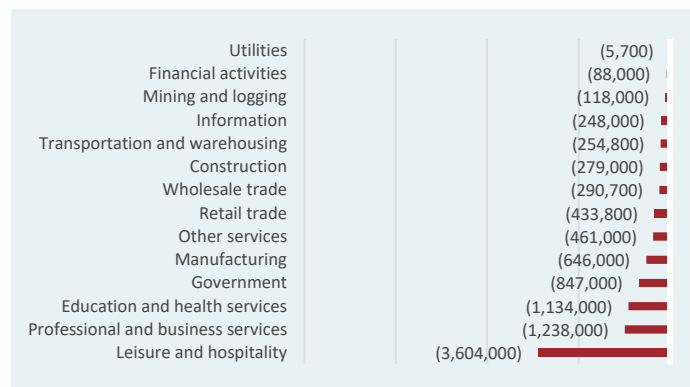 Utilities (5,700)
Financial activities (88,000)
Mining and logging (118,000)
Information (248,000)
Transportation and warehousing (254,800)
Construction (279,000)
Wholesale trade (290,700)
Retail trade (433,800)
Other services (461,000)
Manufacturing (646,000)
Government (847,000)
Education and health services (1,134,000)
Professional and business services (1,238,000)
Leisure and hospitality (3,604,000)